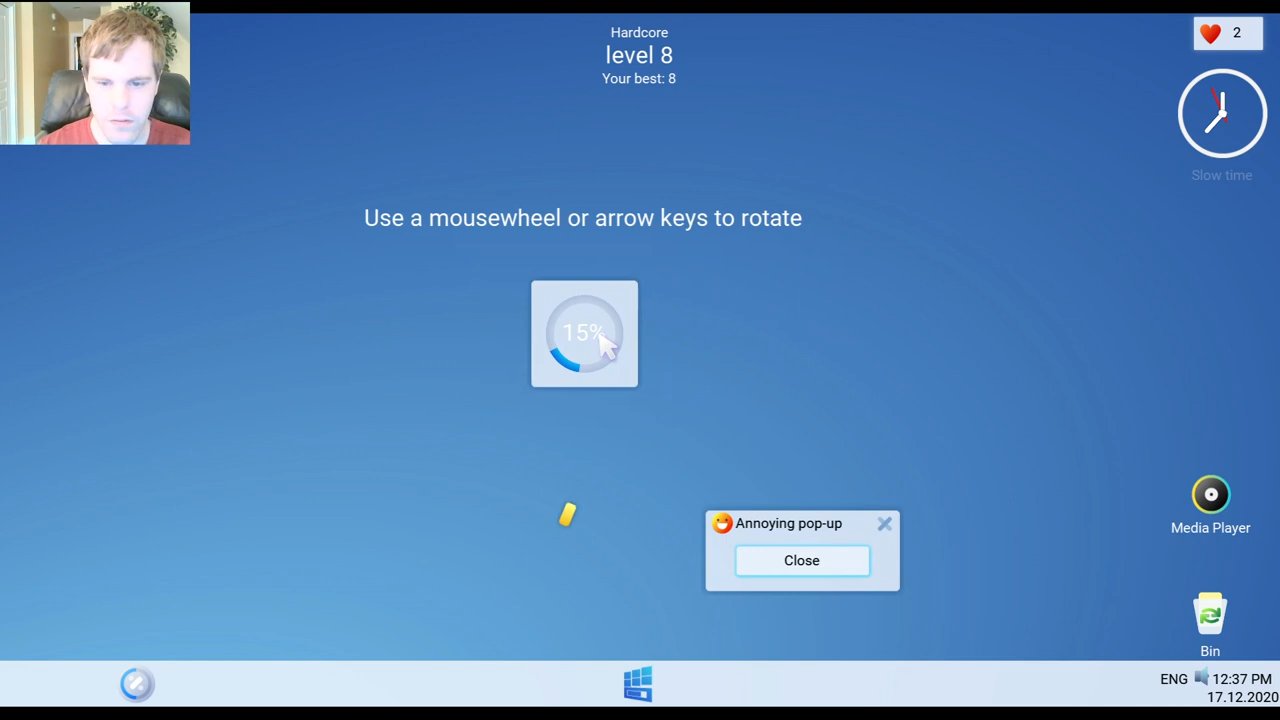 Hardcore
level 8
Your best: 8
2
Slow time
Use a mousewheel or arrow keys to rotate
15%
Annoying pop-up
Close
Media Player
Bin
ENG 12:37 PM
17.12.2020